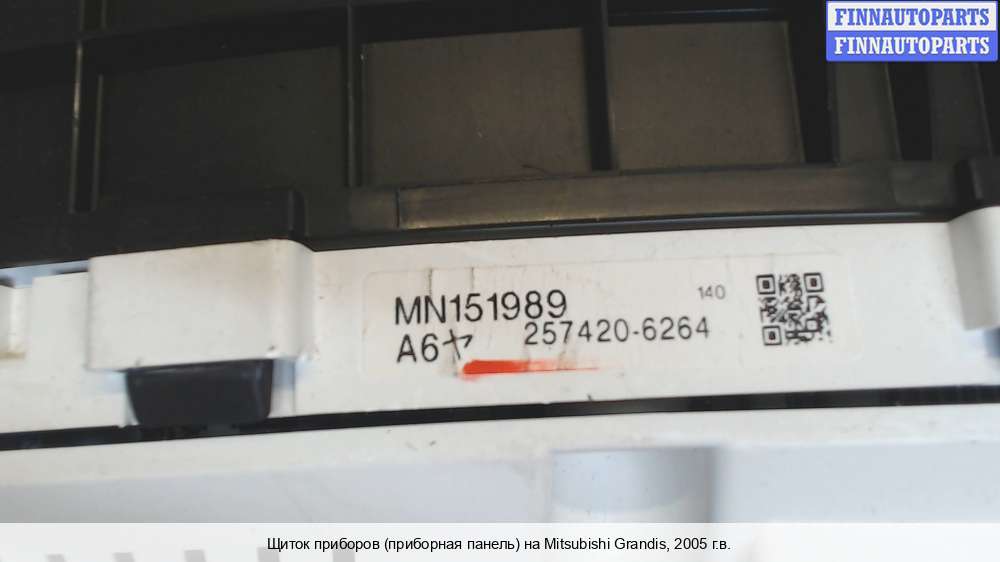 FINNAUTOPARTS
FINNAUTOPARTS
140
MN151989
257420-6264
A6ヤ
Щиток приборов (приборная панель) на Mitsubishi Grandis, 2005 г.в.